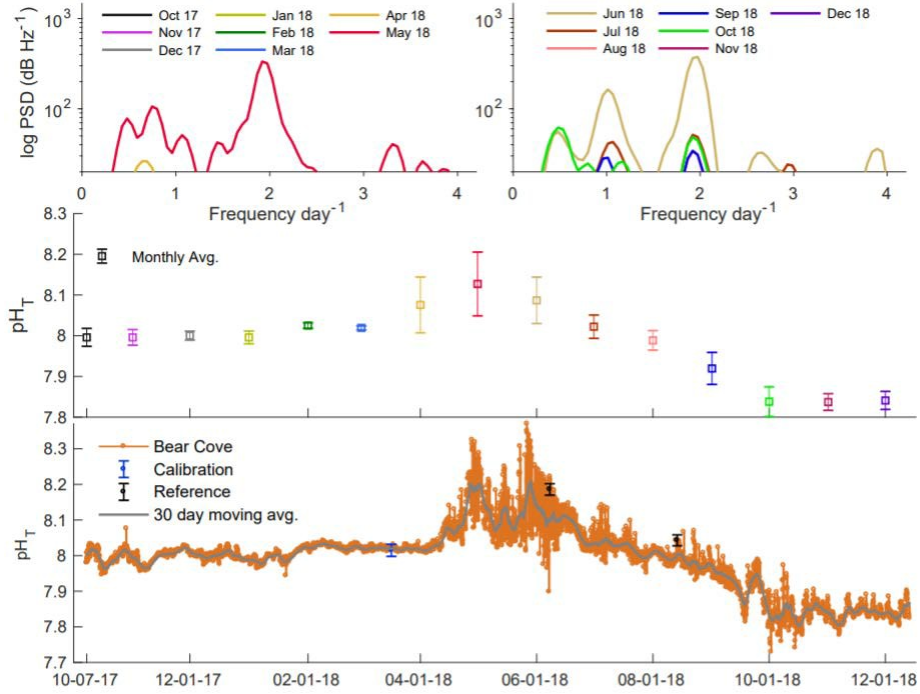 10³
10²
log PSD (dB Hz⁻¹)
Oct 17
Nov 17
Dec 17
Jan 18
Feb 18
Mar 18
Apr 18
May 18
0 1 2 3 4
Frequency day⁻¹
10³
10²
Jun 18
Jul 18
Aug 18
Sep 18
Oct 18
Nov 18
Dec 18
0 1 2 3 4
Frequency day⁻¹
8.3
8.2
8.1
8
7.9
7.8
pH_T
Monthly Avg.
8.3
8.2
8.1
8
7.9
7.8
7.7
pH_T
Bear Cove
Calibration
Reference
30 day moving avg.
10-07-17 12-01-17 02-01-18 04-01-18 06-01-18 08-01-18 10-01-18 12-01-18